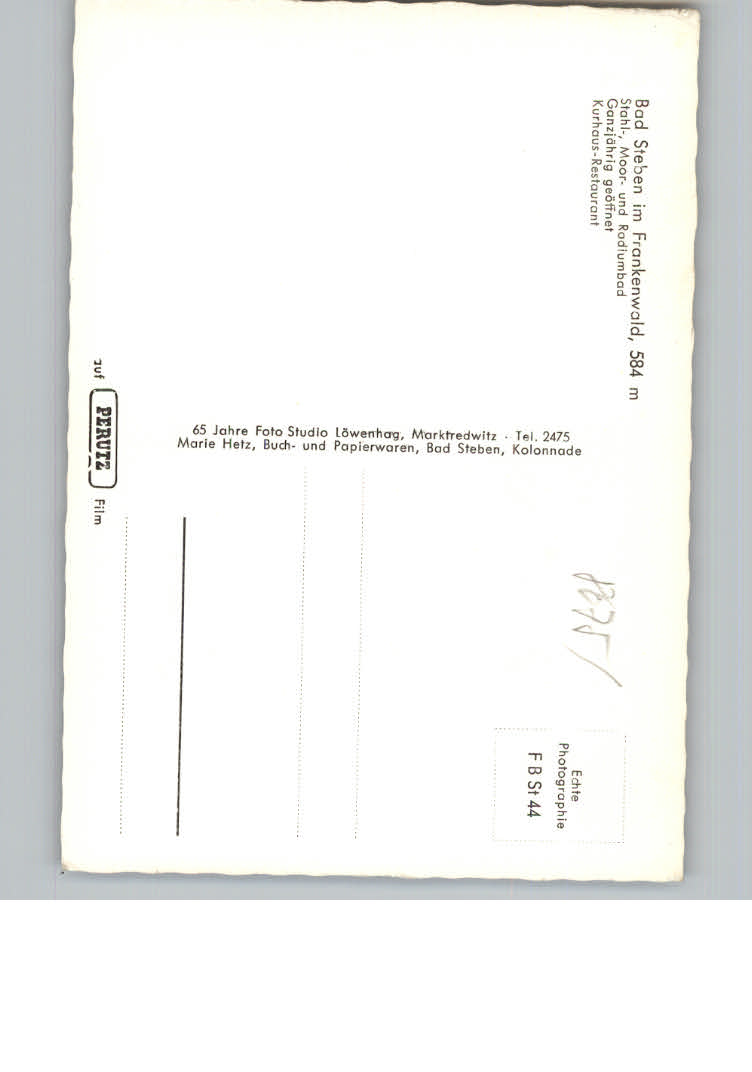 Bad Steben im Frankenwald, 584 m
Stahl-, Moor- und Radiumbad
Ganzjährig geöffnet
Kurhaus-Restaurant
65 Jahre Foto Studio Löwenhag, Marktredwitz · Tel. 2475
Marie Hetz, Buch- und Papierwaren, Bad Steben, Kolonnade
auf PERUTZ Film
Echte
Photographie
F B St 44